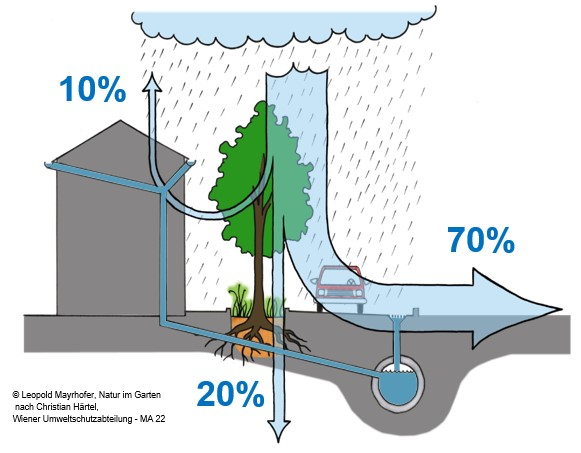 10%
70%
20%
© Leopold Mayrhofer, Natur im Garten
nach Christian Härtel,
Wiener Umweltschutzabteilung - MA 22